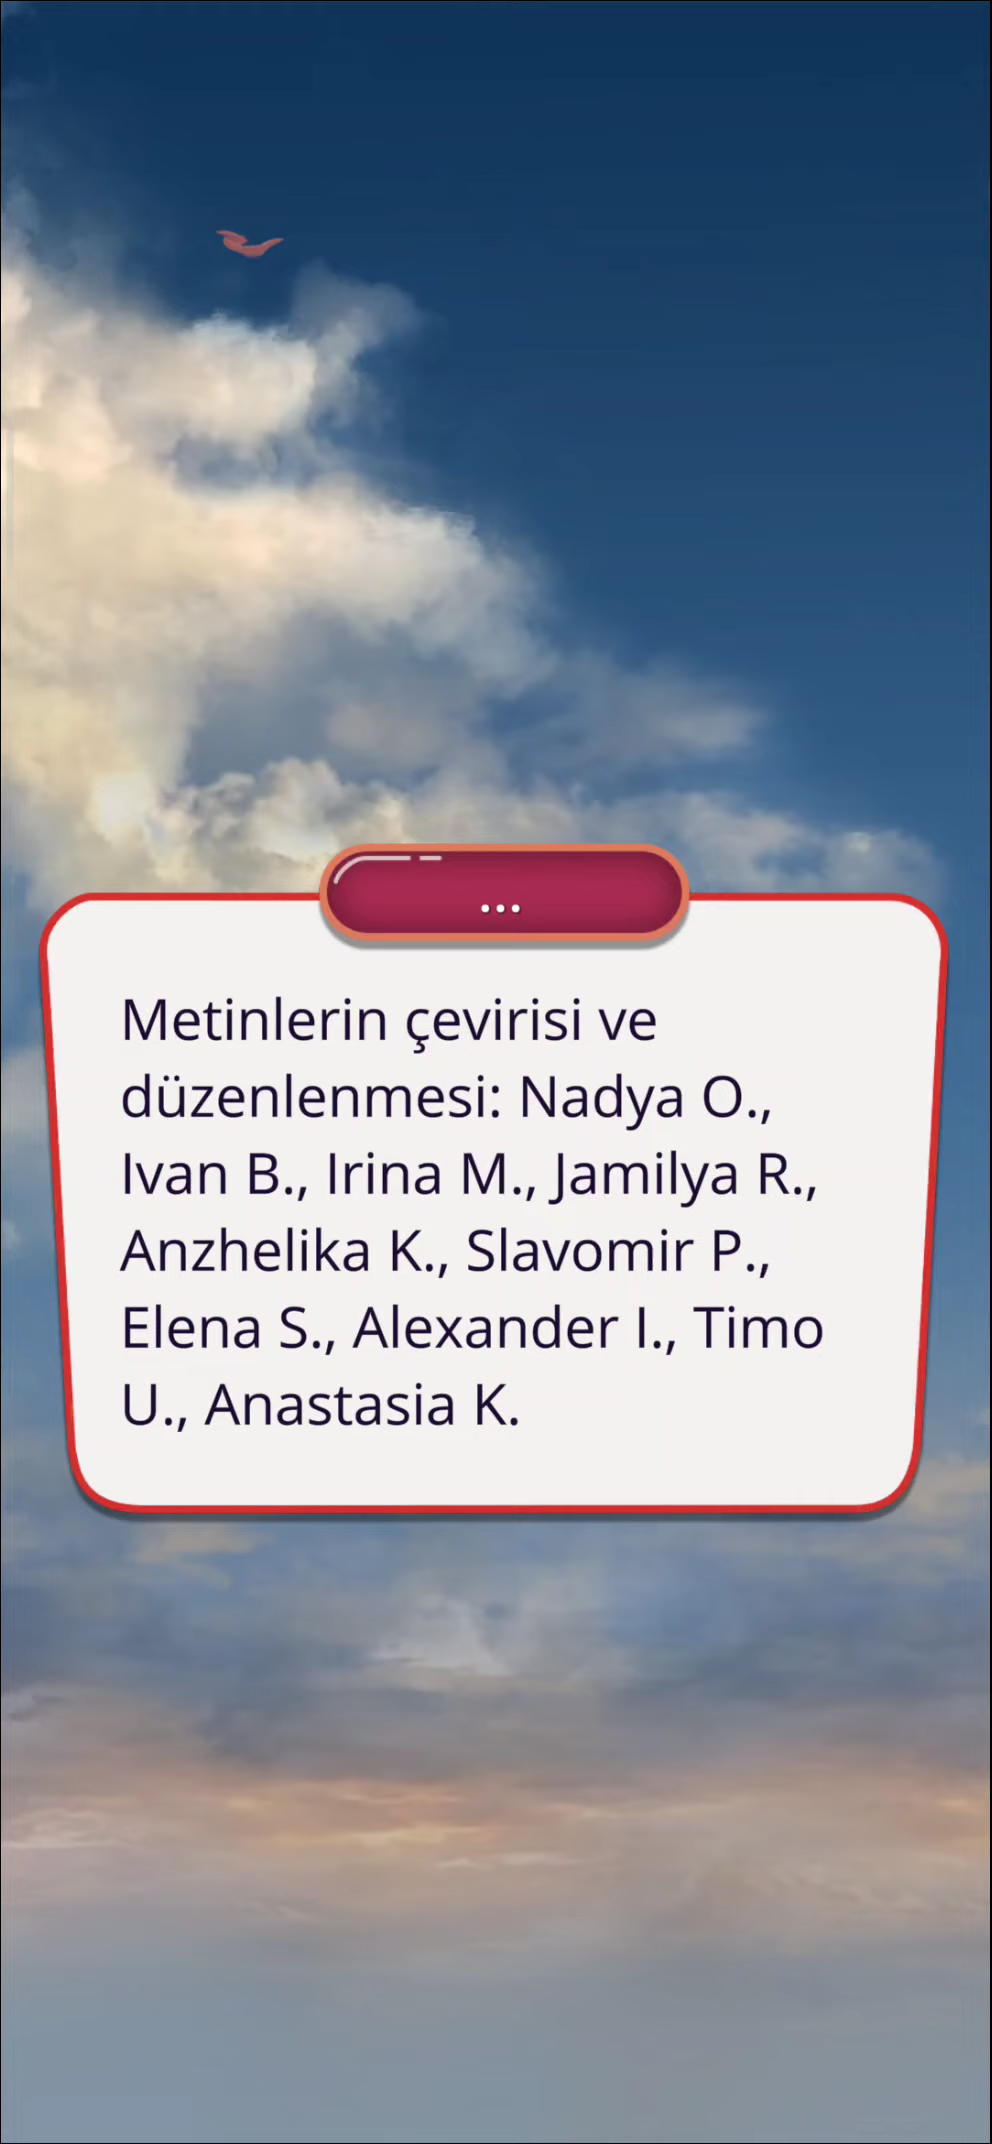 ...
Metinlerin çevirisi ve
düzenlenmesi: Nadya O.,
Ivan B., Irina M., Jamilya R.,
Anzhelika K., Slavomir P.,
Elena S., Alexander I., Timo
U., Anastasia K.